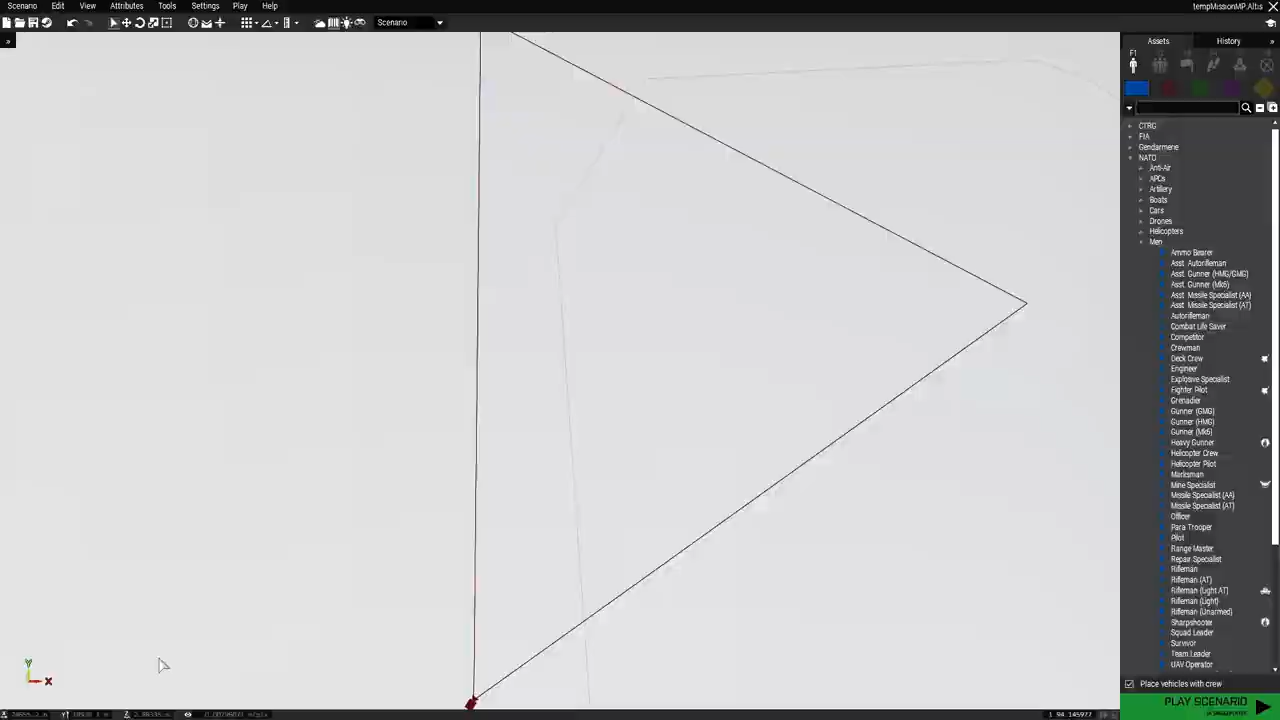 Scenario Edit View Attributes Tools Settings Play Help
tempMissionMP.Altis
Scenario
Assets History
F1
CTRG
FIA
Gendarmerie
NATO
Anti-Air
APCs
Artillery
Boats
Cars
Drones
Helicopters
Men
Ammo Bearer
Asst. Autorifleman
Asst. Gunner (HMG/GMG)
Asst. Gunner (Mk6)
Asst. Missile Specialist (AA)
Asst. Missile Specialist (AT)
Autorifleman
Combat Life Saver
Competitor
Crewman
Deck Crew
Engineer
Explosive Specialist
Fighter Pilot
Grenadier
Gunner (GMG)
Gunner (HMG)
Gunner (Mk6)
Heavy Gunner
Helicopter Crew
Helicopter Pilot
Marksman
Mine Specialist
Missile Specialist (AA)
Missile Specialist (AT)
Officer
Para Trooper
Pilot
Range Master
Repair Specialist
Rifleman
Rifleman (AT)
Rifleman (Light AT)
Rifleman (Light)
Rifleman (Unarmed)
Sharpshooter
Squad Leader
Survivor
Team Leader
UAV Operator
Place vehicles with crew
PLAY SCENARIO
Y
X
1.94.145977